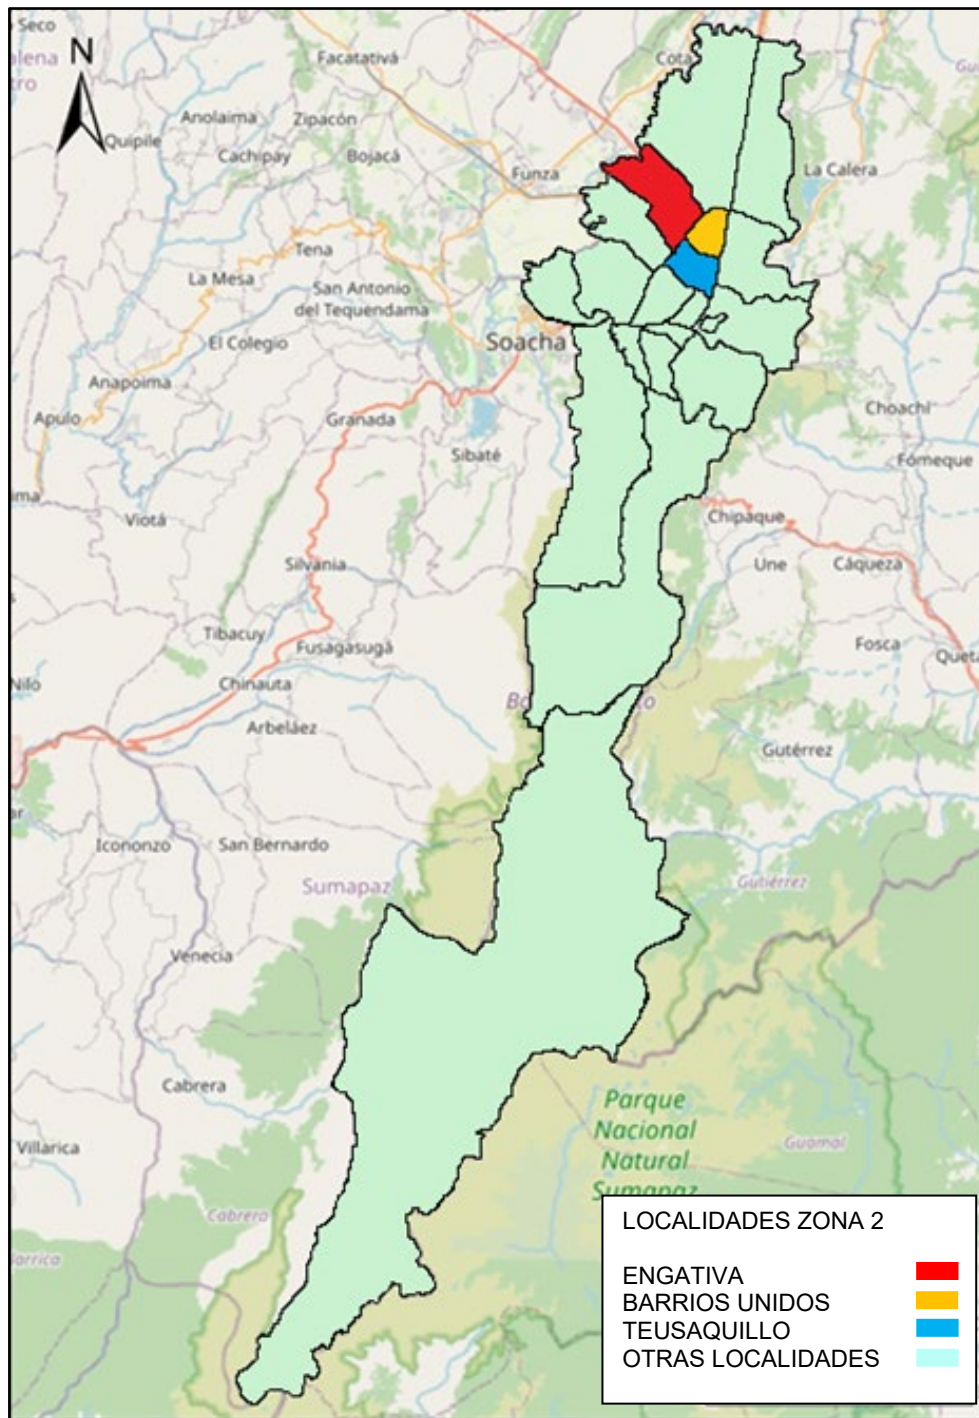 Seco
N
Facatativá
Cota
Anolaima
Zipacón
Quipile
Cachipay
Bojacá
La Calera
Funza
Tena
La Mesa
San Antonio
del Tequendama
El Colegio
Soacha
Anapoima
Apulo
Granada
Choachí
Sibaté
Fómeque
Viotá
Chipaque
Silvania
Une
Cáqueza
Tibacuy
Fusagasugá
Fosca
Nilo
Chinauta
Arbeláez
Gutiérrez
Icononzo
San Bernardo
Sumapaz
Gutiérrez
Venecia
Cabrera
Parque
Nacional
Natural
Sumapaz
Villarica
Guamal
Cabrera
LOCALIDADES ZONA 2
ENGATIVA
BARRIOS UNIDOS
TEUSAQUILLO
OTRAS LOCALIDADES